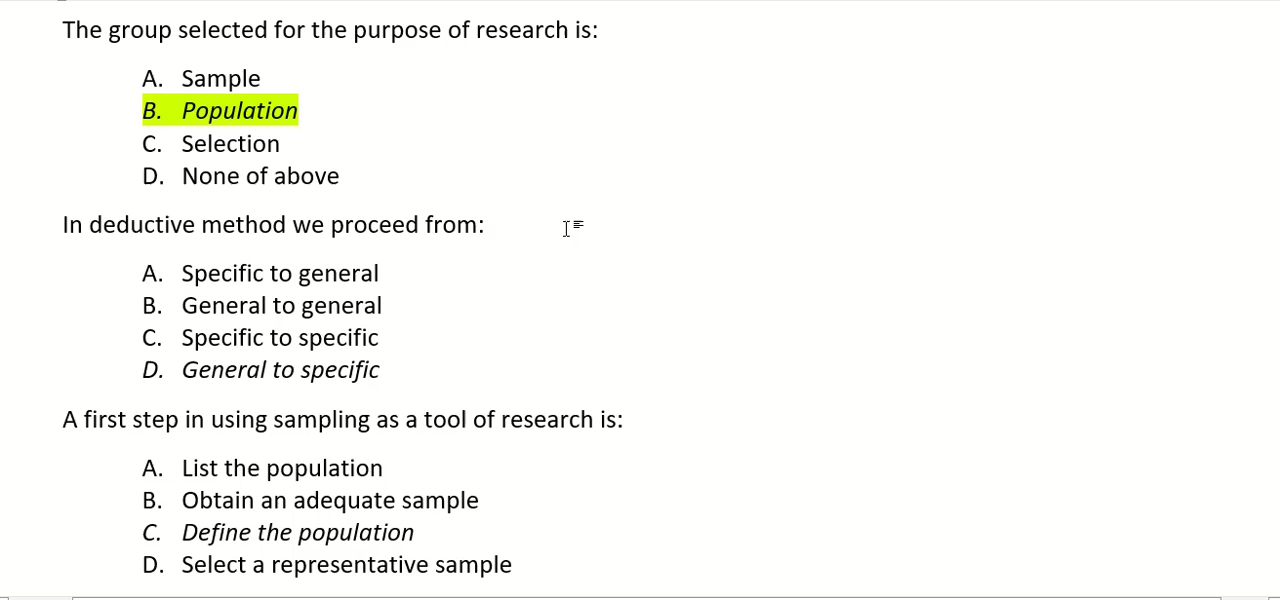 The group selected for the purpose of research is:
A. Sample
B. Population
C. Selection
D. None of above
In deductive method we proceed from:
A. Specific to general
B. General to general
C. Specific to specific
D. General to specific
A first step in using sampling as a tool of research is:
A. List the population
B. Obtain an adequate sample
C. Define the population
D. Select a representative sample